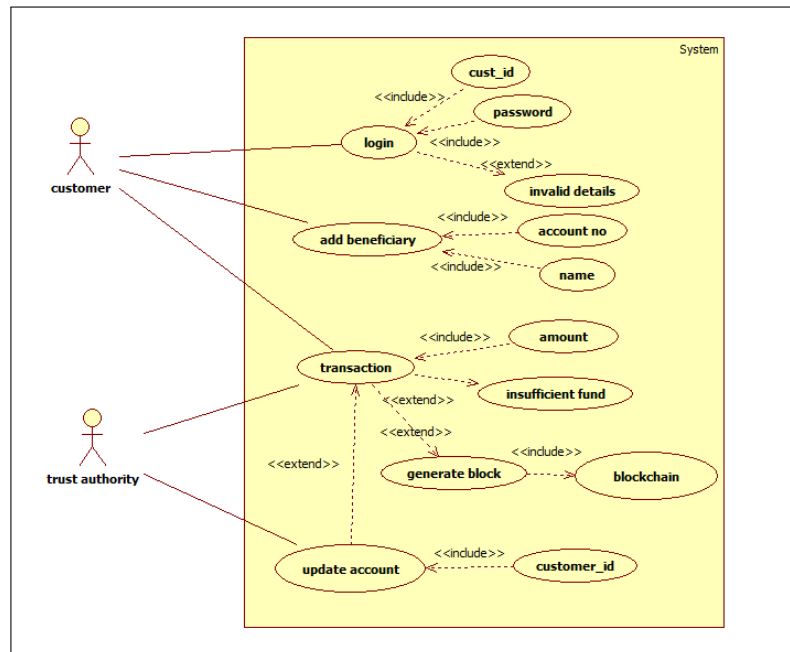 System
cust_id
<<include>>
password
<<include>>
login
<<extend>>
invalid details
customer
<<include>>
account no
add beneficiary
<<include>>
name
<<include>>
amount
transaction
insufficient fund
<<extend>>
<<extend>>
<<include>>
<<extend>>
generate block
blockchain
trust authority
<<include>>
update account
customer_id